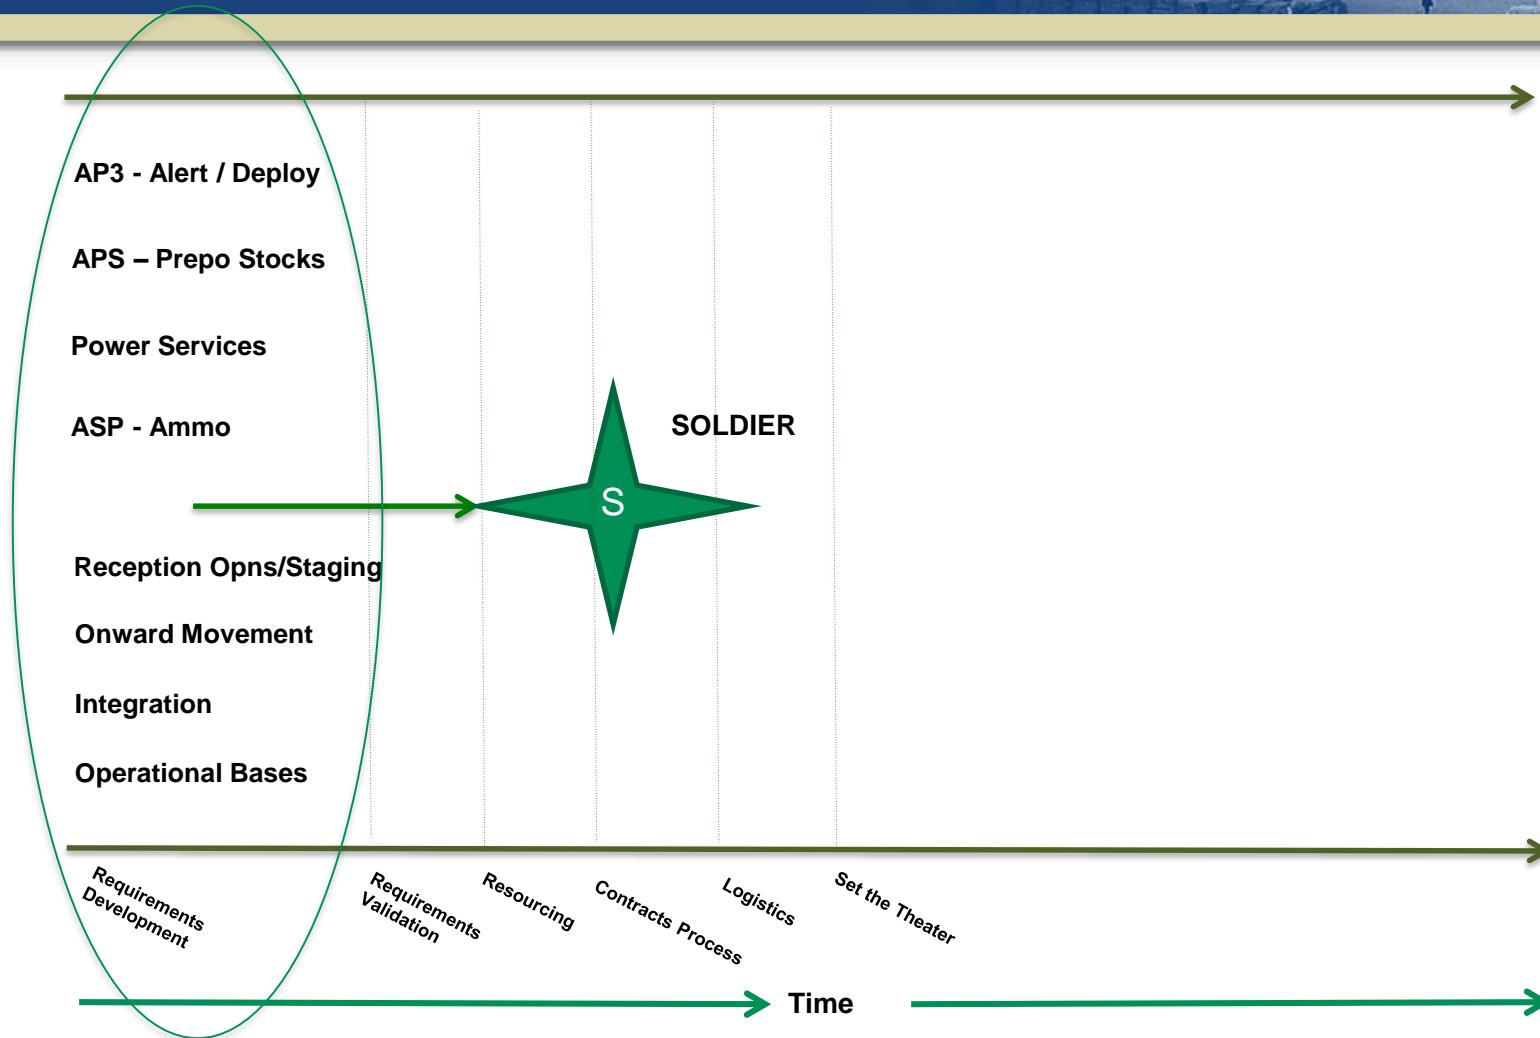 AP3 - Alert / Deploy
APS – Prepo Stocks
Power Services
ASP - Ammo
SOLDIER
S
Reception Opns/Staging
Onward Movement
Integration
Operational Bases
Requirements
Development
Requirements
Validation
Resourcing
Contracts Process
Logistics
Set the Theater
Time